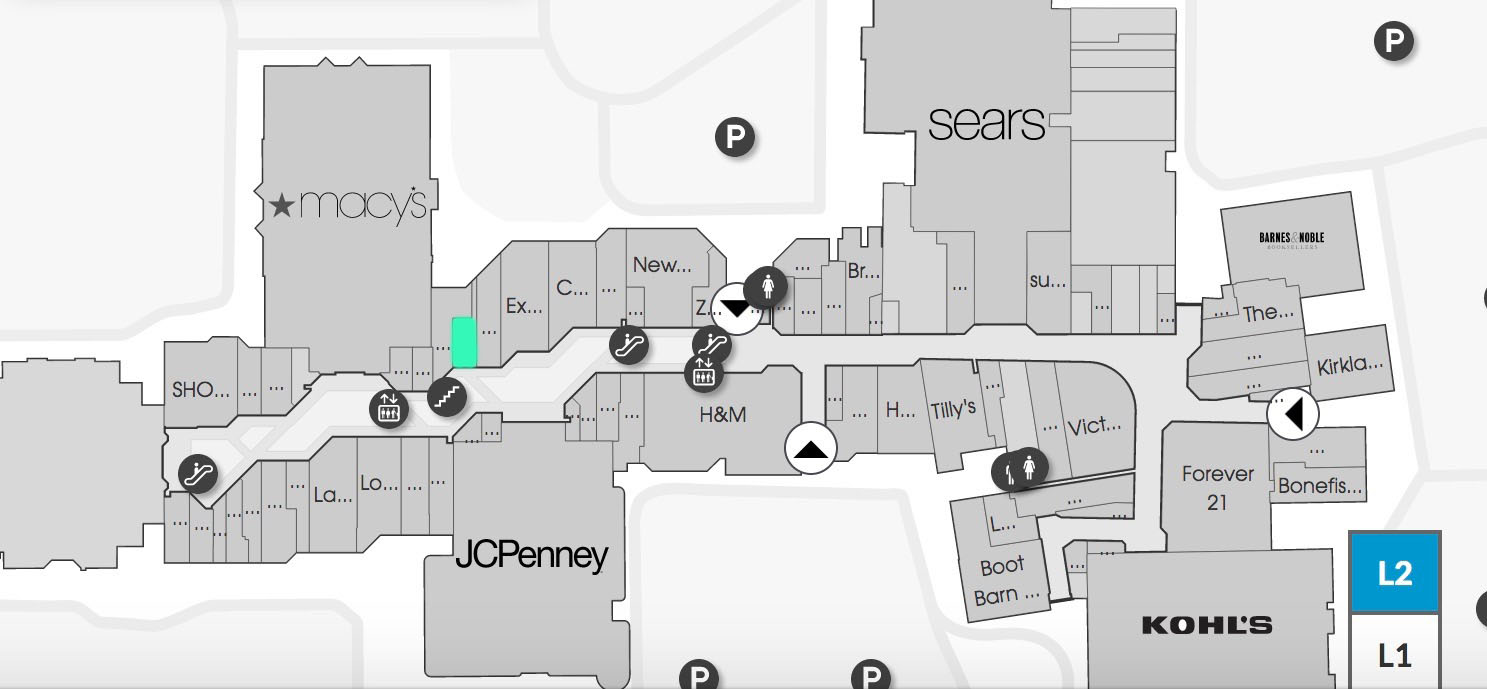 P
sears
P
macy's
BARNES & NOBLE
BOOKSELLERS
New...
...
Br...
Ex...
C...
...
...
su...
...
Z...
...
...
...
...
...
The...
...
...
...
...
...
...
Kirkla...
SHO...
...
...
...
...
H&M
...
...
...
...
H...
Tilly's
...
...
Vict...
...
...
Forever
21
...
Bonefis...
La...
Lo...
...
...
...
...
...
...
...
...
...
L...
...
...
JCPenney
Boot
Barn ...
...
...
KOHL'S
L2
L1
P
P